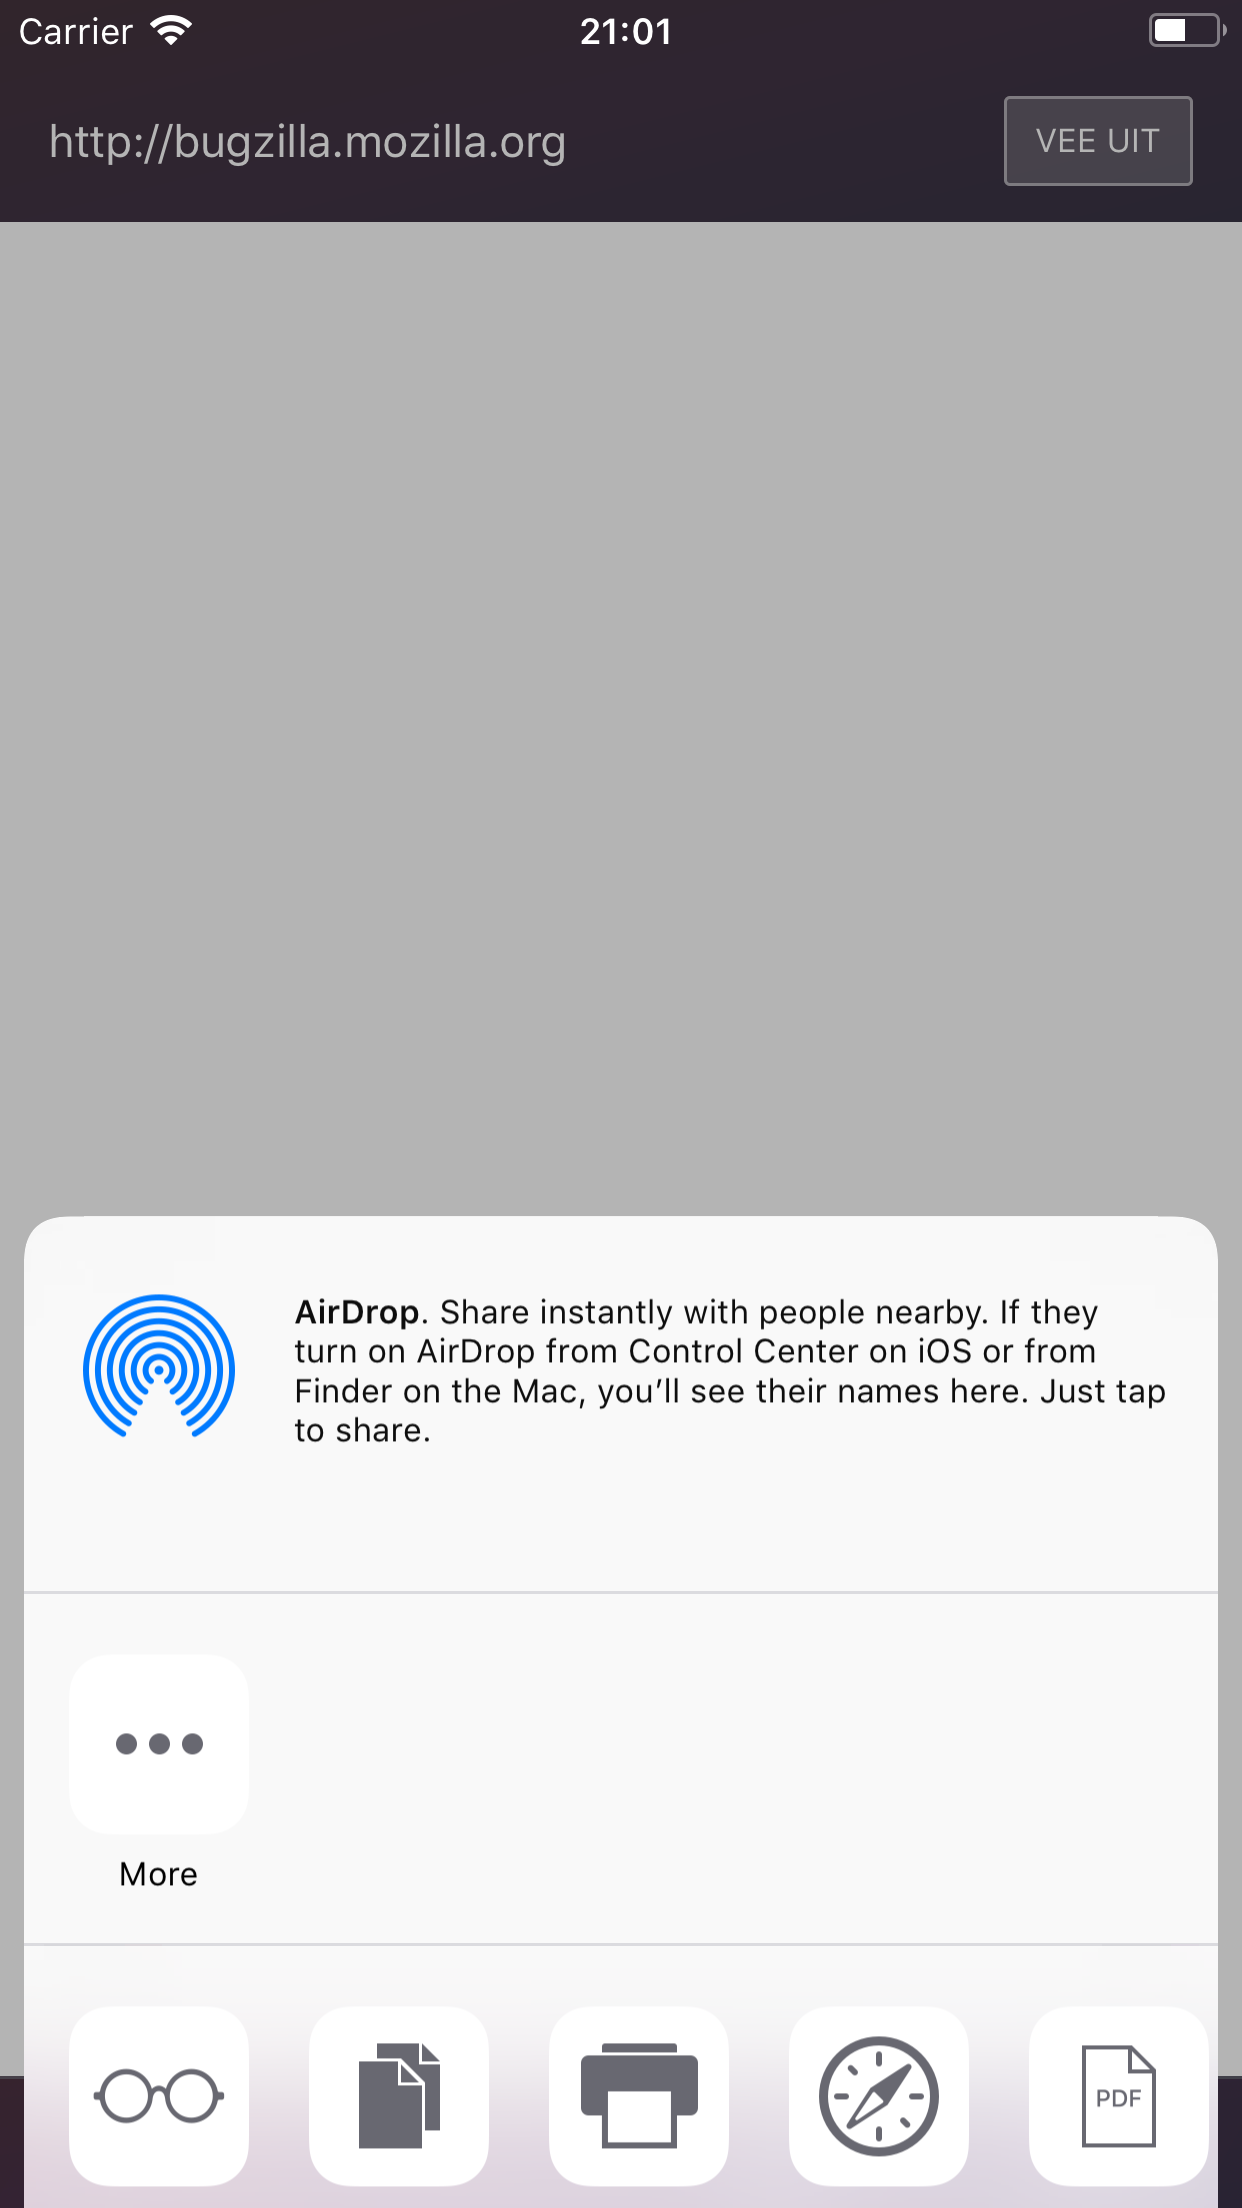 Carrier
21:01
http://bugzilla.mozilla.org
VEE UIT
AirDrop. Share instantly with people nearby. If they
turn on AirDrop from Control Center on iOS or from
Finder on the Mac, you’ll see their names here. Just tap
to share.
More
PDF